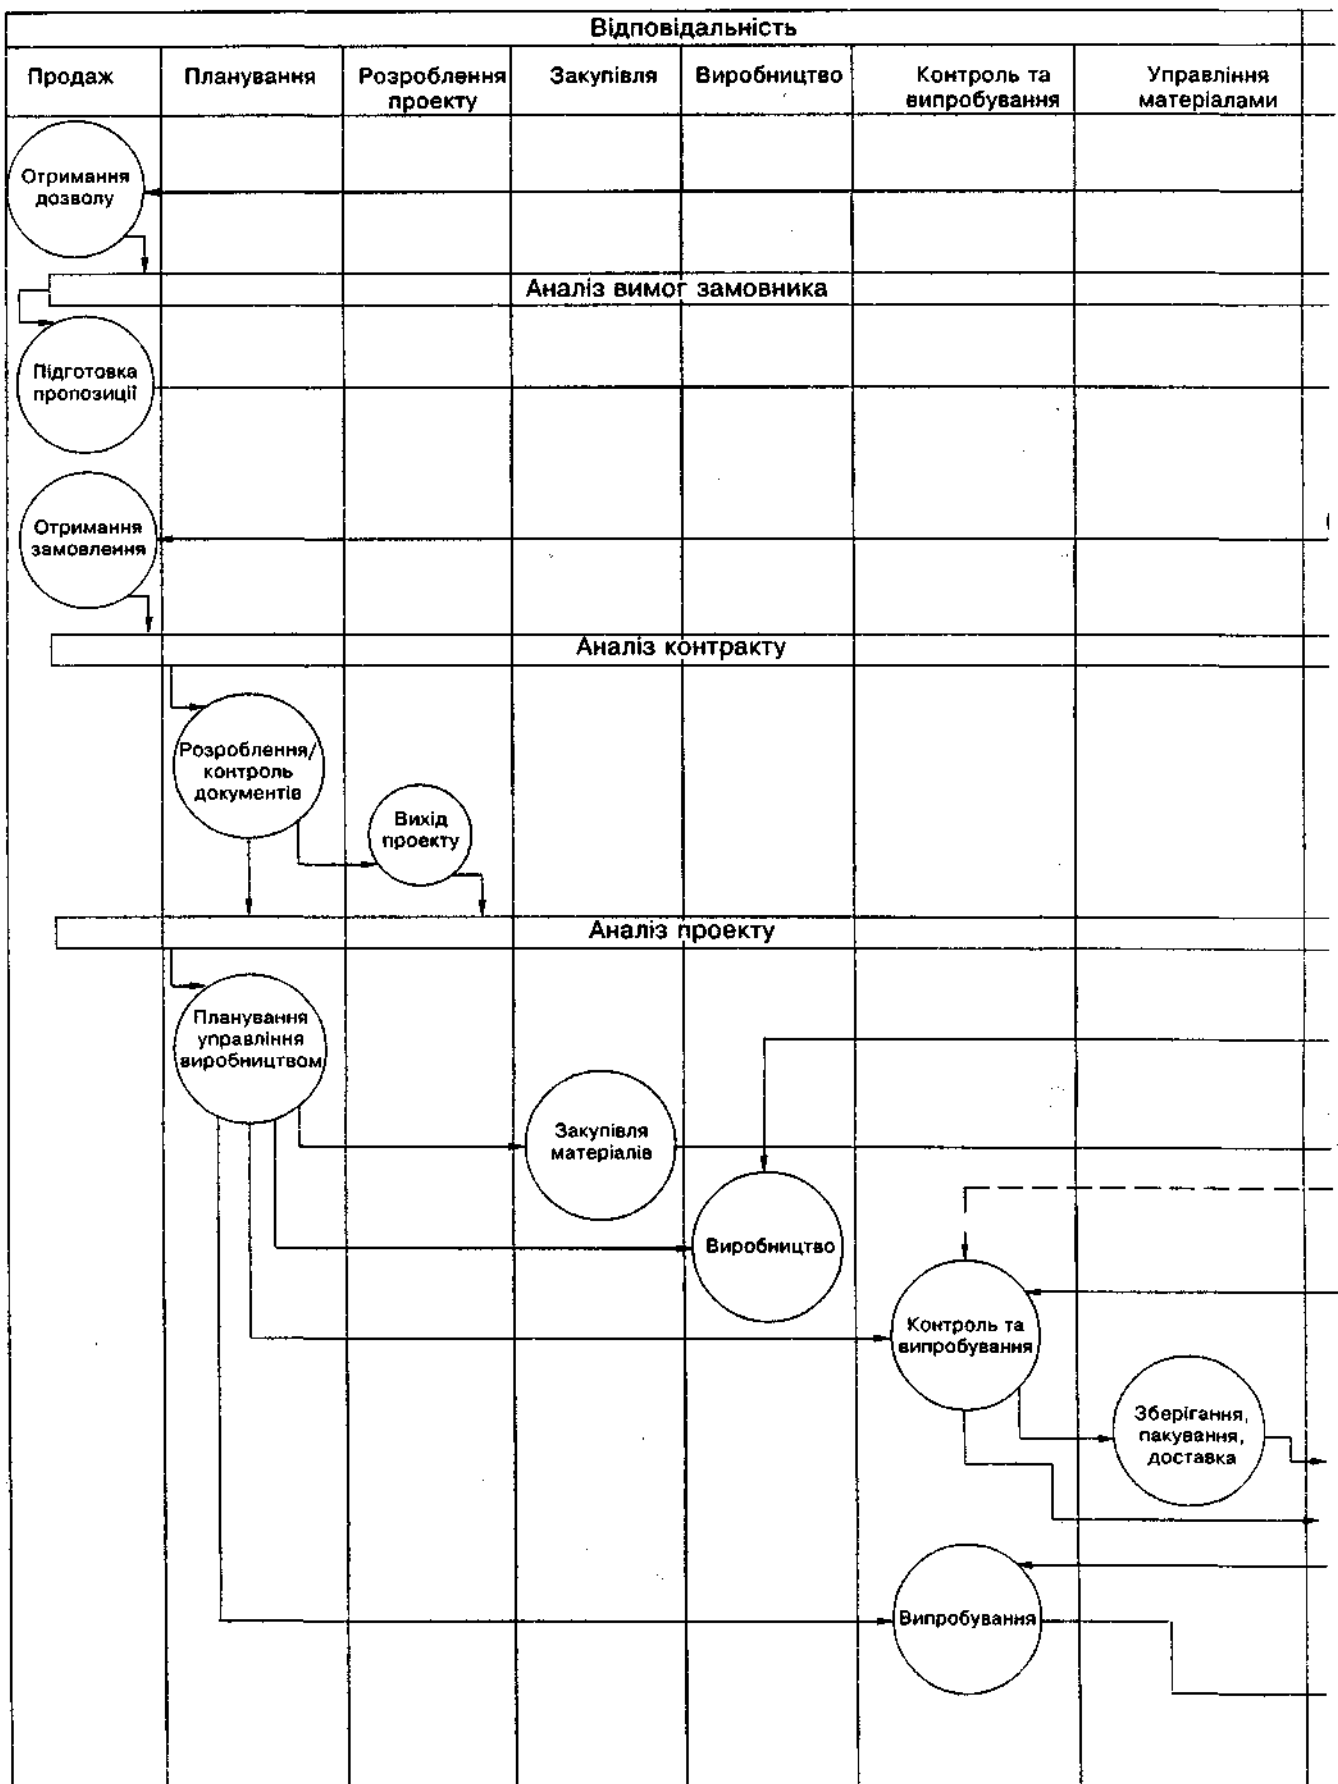 Відповідальність
Продаж
Планування
Розроблення
проекту
Закупівля
Виробництво
Контроль та
випробування
Управління
матеріалами
Отримання
дозволу
Аналіз вимог замовника
Підготовка
пропозиції
Отримання
замовлення
Аналіз контракту
Розроблення/
контроль
документів
Вихід
проекту
Аналіз проекту
Планування
управління
виробництвом
Закупівля
матеріалів
Виробництво
Контроль та
випробування
Зберігання,
пакування,
доставка
Випробування